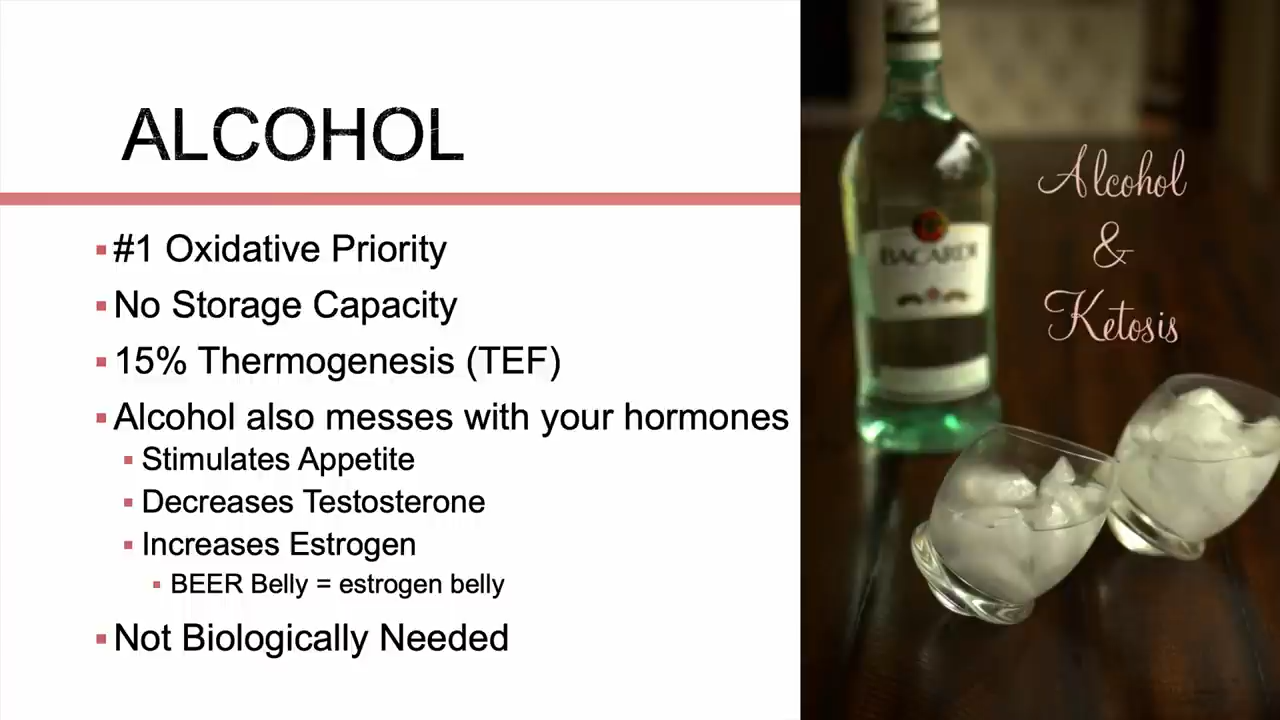 ALCOHOL
#1 Oxidative Priority
No Storage Capacity
15% Thermogenesis (TEF)
Alcohol also messes with your hormones
Stimulates Appetite
Decreases Testosterone
Increases Estrogen
BEER Belly = estrogen belly
Not Biologically Needed
Alcohol
&
Ketosis
BACARDI